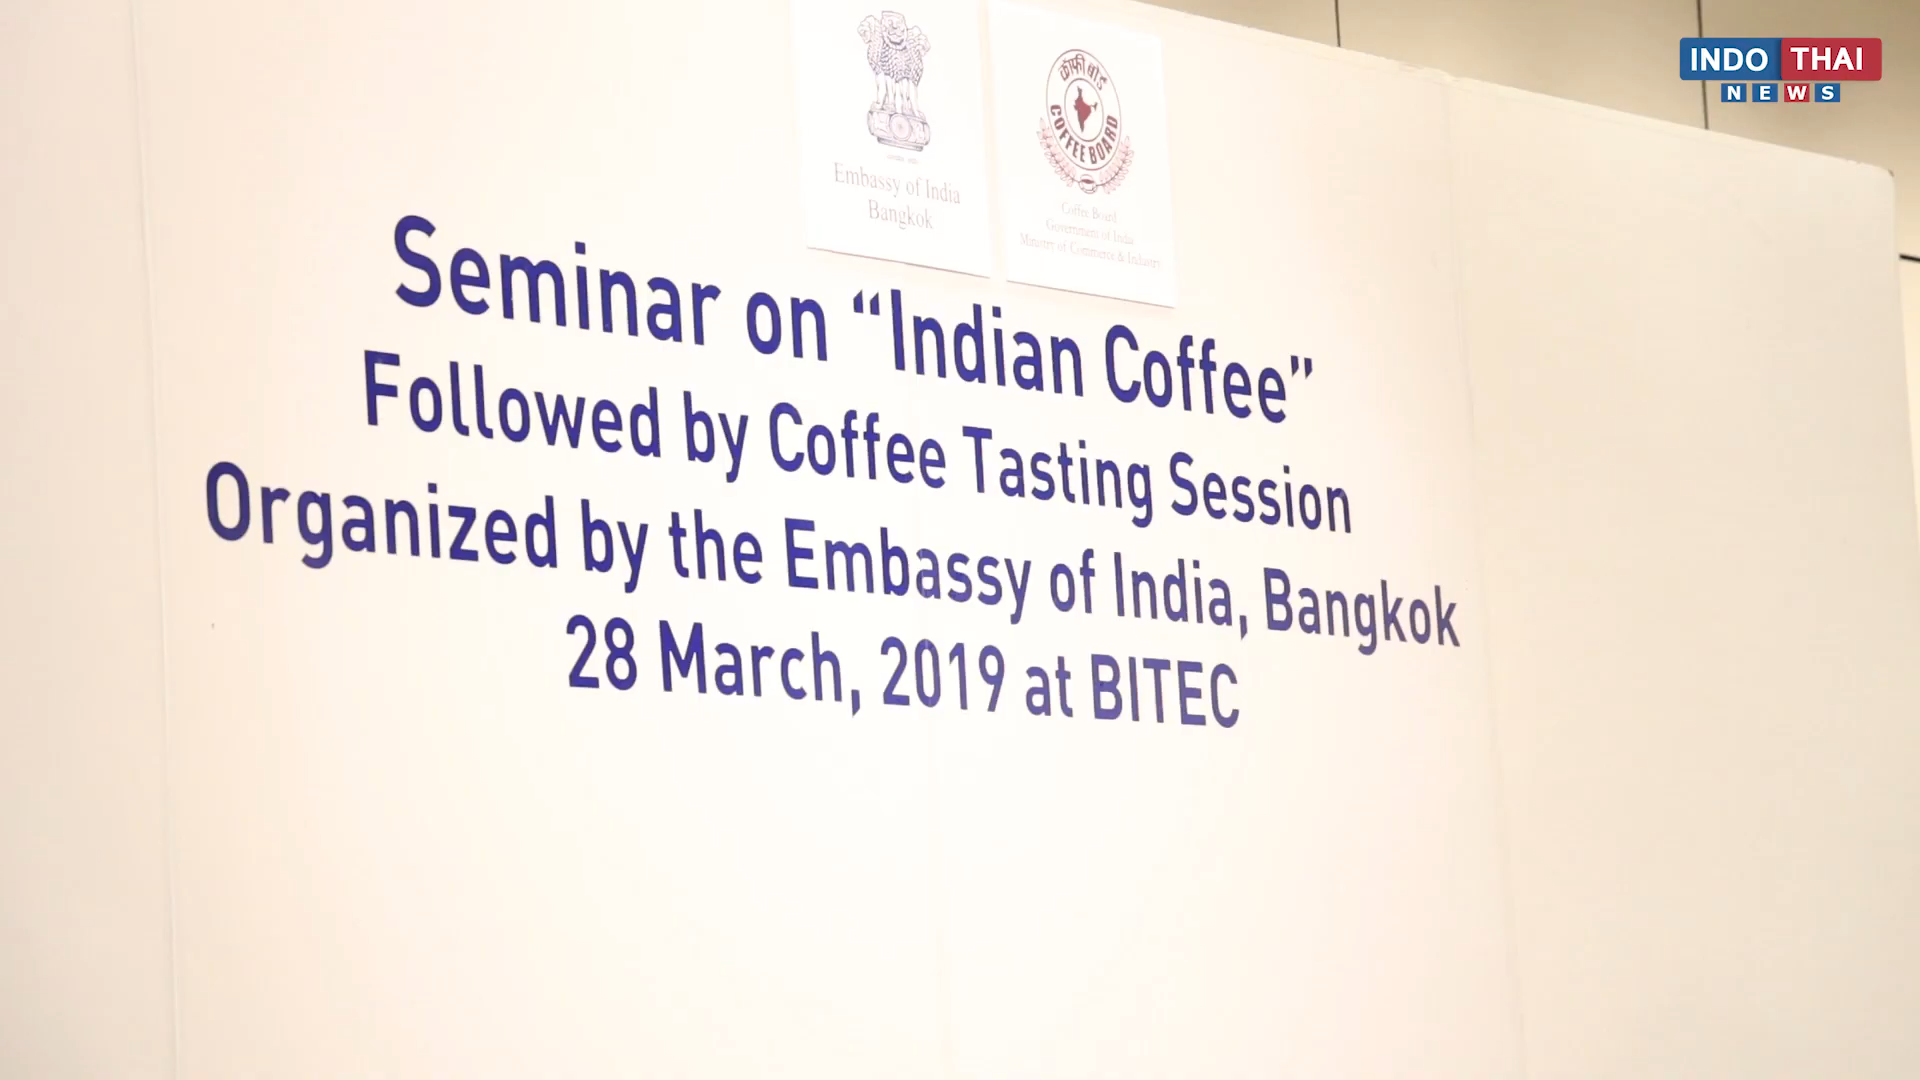 INDO THAI
NEWS
कॉफी बोर्ड
COFFEE BOARD
Embassy of India
Bangkok
Coffee Board
Government of India
Ministry of Commerce & Industry
Seminar on “Indian Coffee”
Followed by Coffee Tasting Session
Organized by the Embassy of India, Bangkok
28 March, 2019 at BITEC